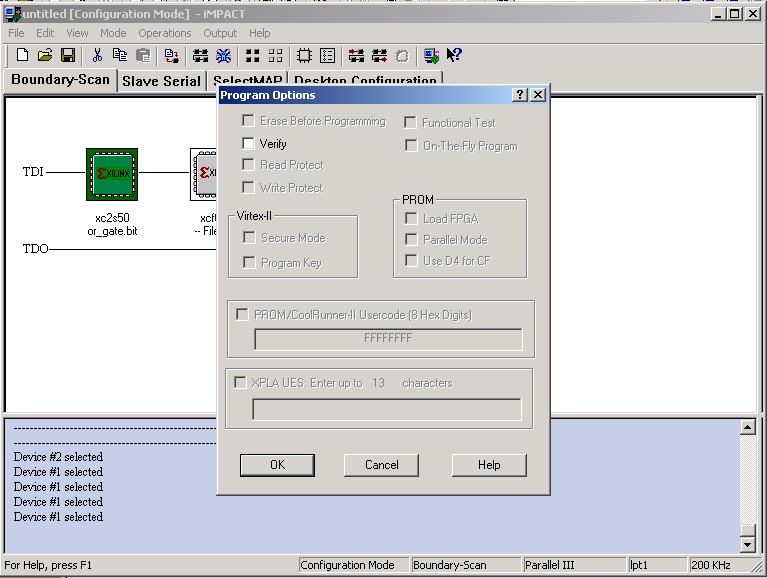 untitled [Configuration Mode] - iMPACT
File Edit View Mode Operations Output Help
Boundary-Scan Slave Serial SelectMAP Desktop Configuration
Program Options
Erase Before Programming Functional Test
Verify On-The-Fly Program
Read Protect
Write Protect
Virtex-II PROM
Secure Mode Load FPGA
Program Key Parallel Mode
Use D4 for CF
PROM/CoolRunner-II Usercode (8 Hex Digits)
FFFFFFFF
XPLA UES: Enter up to 13 characters
OK Cancel Help
TDI
XILINX
xc2s50
or_gate.bit
-- File
TDO
Device #2 selected
Device #1 selected
Device #1 selected
Device #1 selected
Device #1 selected
For Help, press F1 Configuration Mode Boundary-Scan Parallel III lpt1 200 KHz